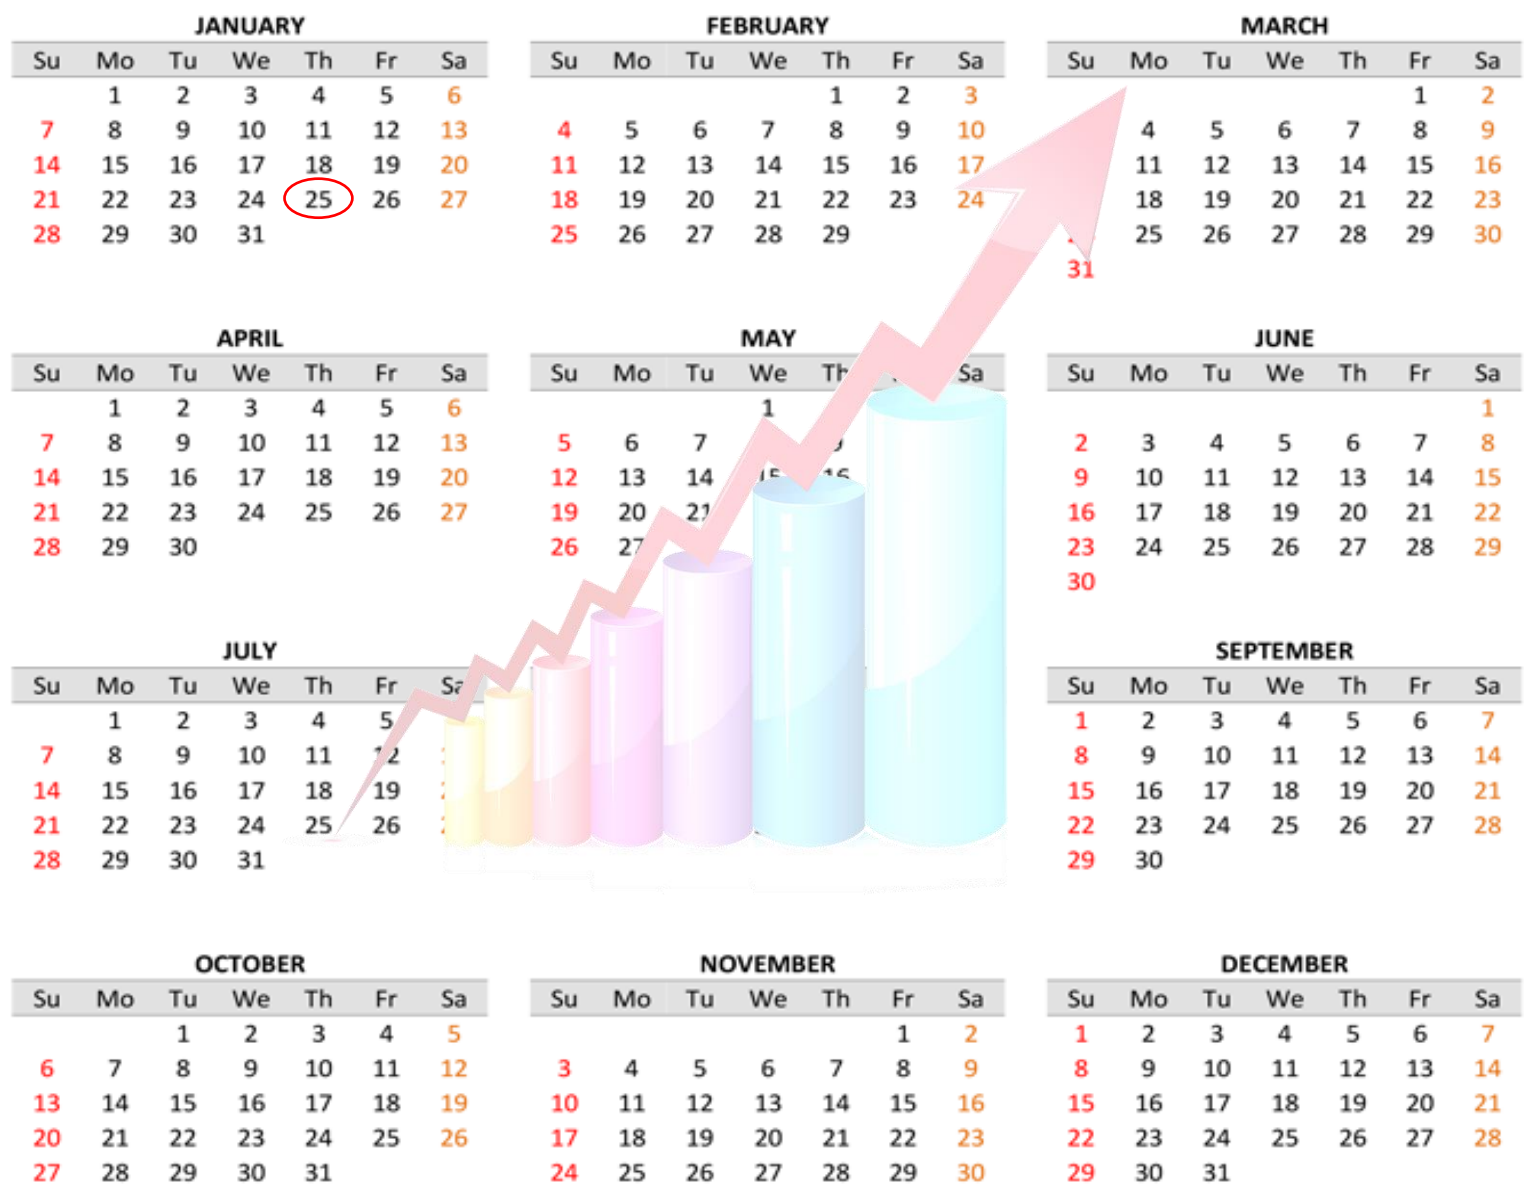 JANUARY
Su Mo Tu We Th Fr Sa
1 2 3 4 5 6
7 8 9 10 11 12 13
14 15 16 17 18 19 20
21 22 23 24 25 26 27
28 29 30 31
FEBRUARY
Su Mo Tu We Th Fr Sa
1 2 3
4 5 6 7 8 9 10
11 12 13 14 15 16 17
18 19 20 21 22 23 24
25 26 27 28 29
MARCH
Su Mo Tu We Th Fr Sa
1 2
4 5 6 7 8 9
11 12 13 14 15 16
18 19 20 21 22 23
25 26 27 28 29 30
31
APRIL
Su Mo Tu We Th Fr Sa
1 2 3 4 5 6
7 8 9 10 11 12 13
14 15 16 17 18 19 20
21 22 23 24 25 26 27
28 29 30
MAY
Su Mo Tu We Th Sa
1
5 6 7
12 13 14 15 16
19 20 21
26 27
JUNE
Su Mo Tu We Th Fr Sa
1
2 3 4 5 6 7 8
9 10 11 12 13 14 15
16 17 18 19 20 21 22
23 24 25 26 27 28 29
30
JULY
Su Mo Tu We Th Fr Sa
1 2 3 4 5
7 8 9 10 11 12
14 15 16 17 18 19
21 22 23 24 25 26
28 29 30 31
SEPTEMBER
Su Mo Tu We Th Fr Sa
1 2 3 4 5 6 7
8 9 10 11 12 13 14
15 16 17 18 19 20 21
22 23 24 25 26 27 28
29 30
OCTOBER
Su Mo Tu We Th Fr Sa
1 2 3 4 5
6 7 8 9 10 11 12
13 14 15 16 17 18 19
20 21 22 23 24 25 26
27 28 29 30 31
NOVEMBER
Su Mo Tu We Th Fr Sa
1 2
3 4 5 6 7 8 9
10 11 12 13 14 15 16
17 18 19 20 21 22 23
24 25 26 27 28 29 30
DECEMBER
Su Mo Tu We Th Fr Sa
1 2 3 4 5 6 7
8 9 10 11 12 13 14
15 16 17 18 19 20 21
22 23 24 25 26 27 28
29 30 31